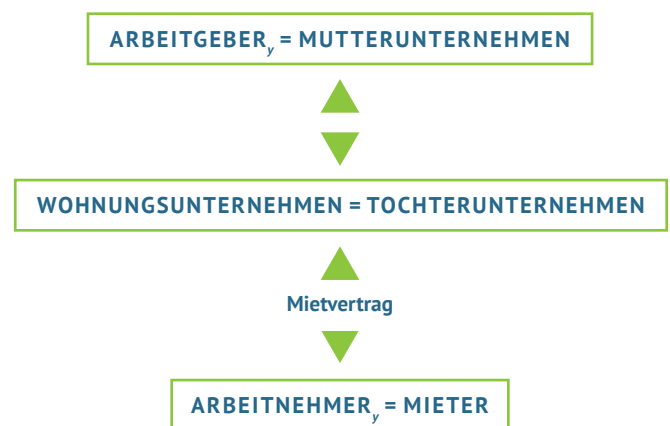 ARBEITGEBERy = MUTTERUNTERNEHMEN
WOHNUNGSUNTERNEHMEN = TOCHTERUNTERNEHMEN
Mietvertrag
ARBEITNEHMERy = MIETER